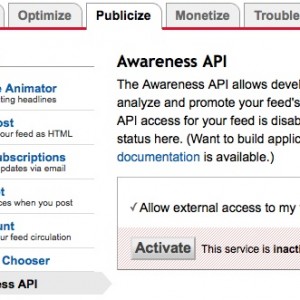 Optimize
Publicize
Monetize
Trouble
Animator
ting headlines
ost
our feed as HTML
ubscriptions
updates via email
et
ces when you post
unt
our feed circulation
Chooser
ess API
Awareness API
The Awareness API allows devel
analyze and promote your feed's
API access for your feed is disab
status here. (Want to build applic
documentation is available.)
✓Allow external access to my
Activate This service is inacti